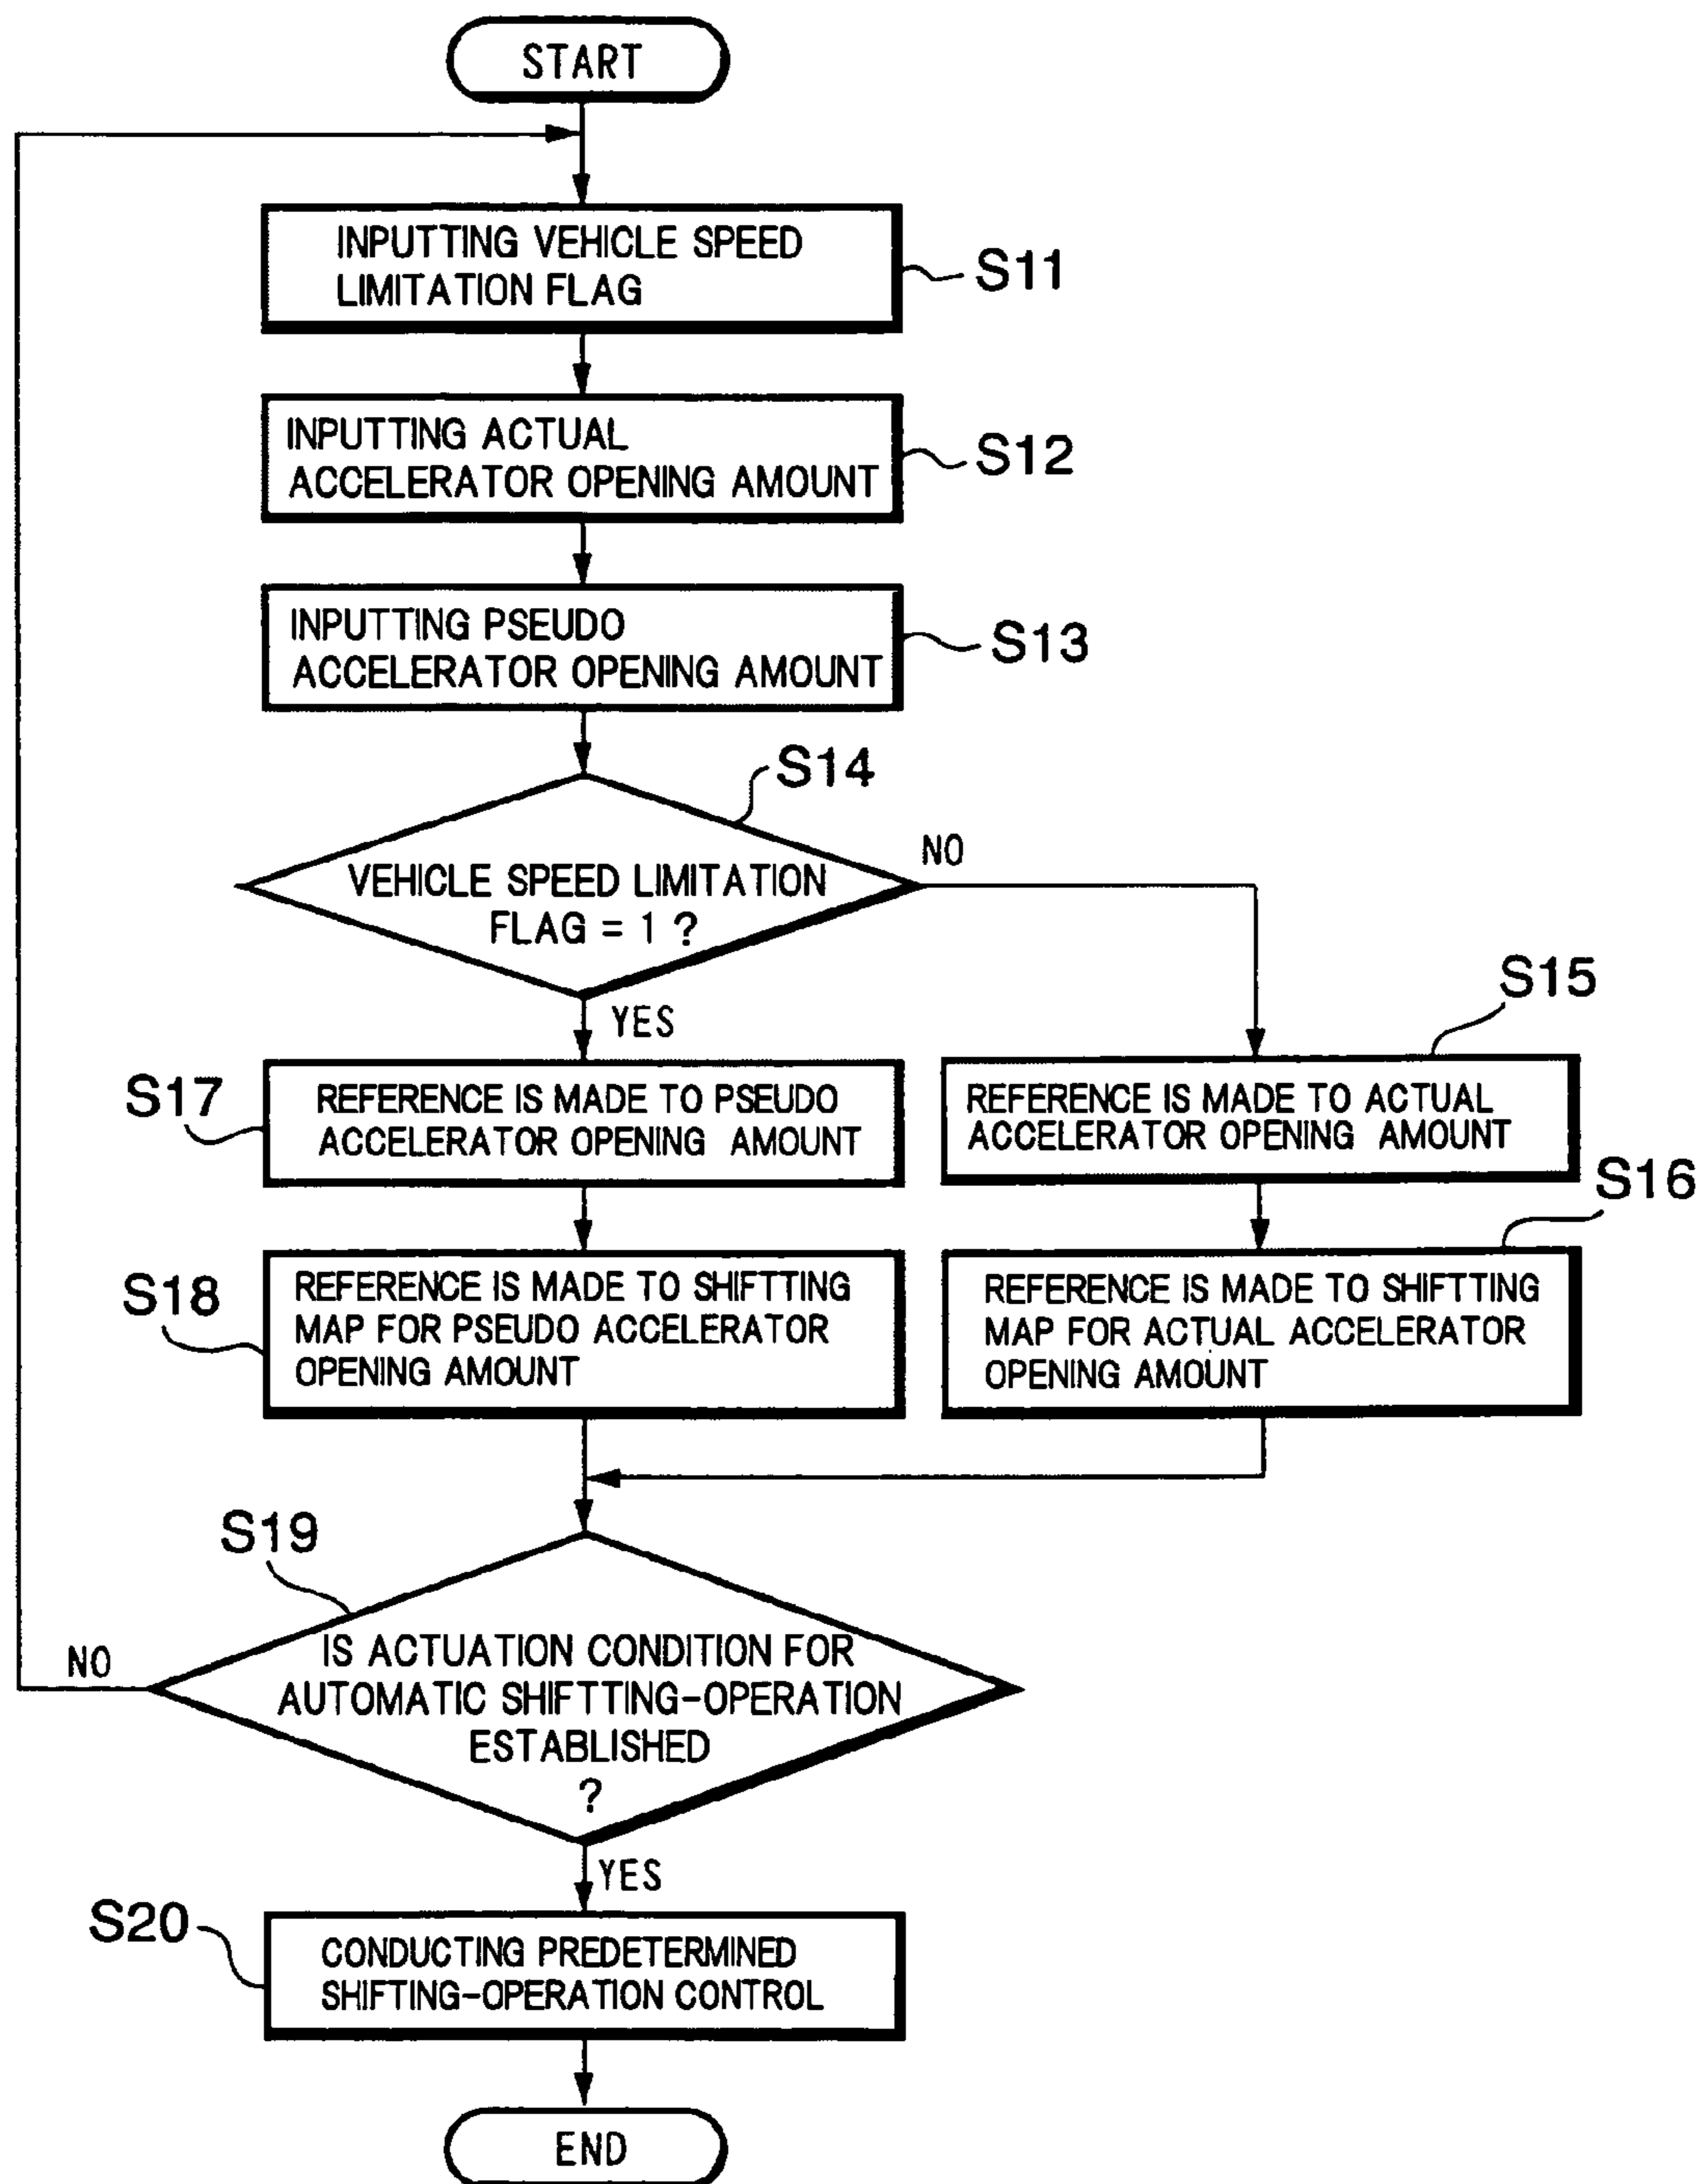 START
INPUTTING VEHICLE SPEED
LIMITATION FLAG
S11
INPUTTING ACTUAL
ACCELERATOR OPENING AMOUNT
S12
INPUTTING PSEUDO
ACCELERATOR OPENING AMOUNT
S13
S14
VEHICLE SPEED LIMITATION
FLAG = 1 ?
NO
YES
S15
S17
REFERENCE IS MADE TO PSEUDO
ACCELERATOR OPENING AMOUNT
REFERENCE IS MADE TO ACTUAL
ACCELERATOR OPENING AMOUNT
S16
S18
REFERENCE IS MADE TO SHIFTTING
MAP FOR PSEUDO ACCELERATOR
OPENING AMOUNT
REFERENCE IS MADE TO SHIFTTING
MAP FOR ACTUAL ACCELERATOR
OPENING AMOUNT
S19
NO
IS ACTUATION CONDITION FOR
AUTOMATIC SHIFTTING-OPERATION
ESTABLISHED
?
YES
S20
CONDUCTING PREDETERMINED
SHIFTING-OPERATION CONTROL
END